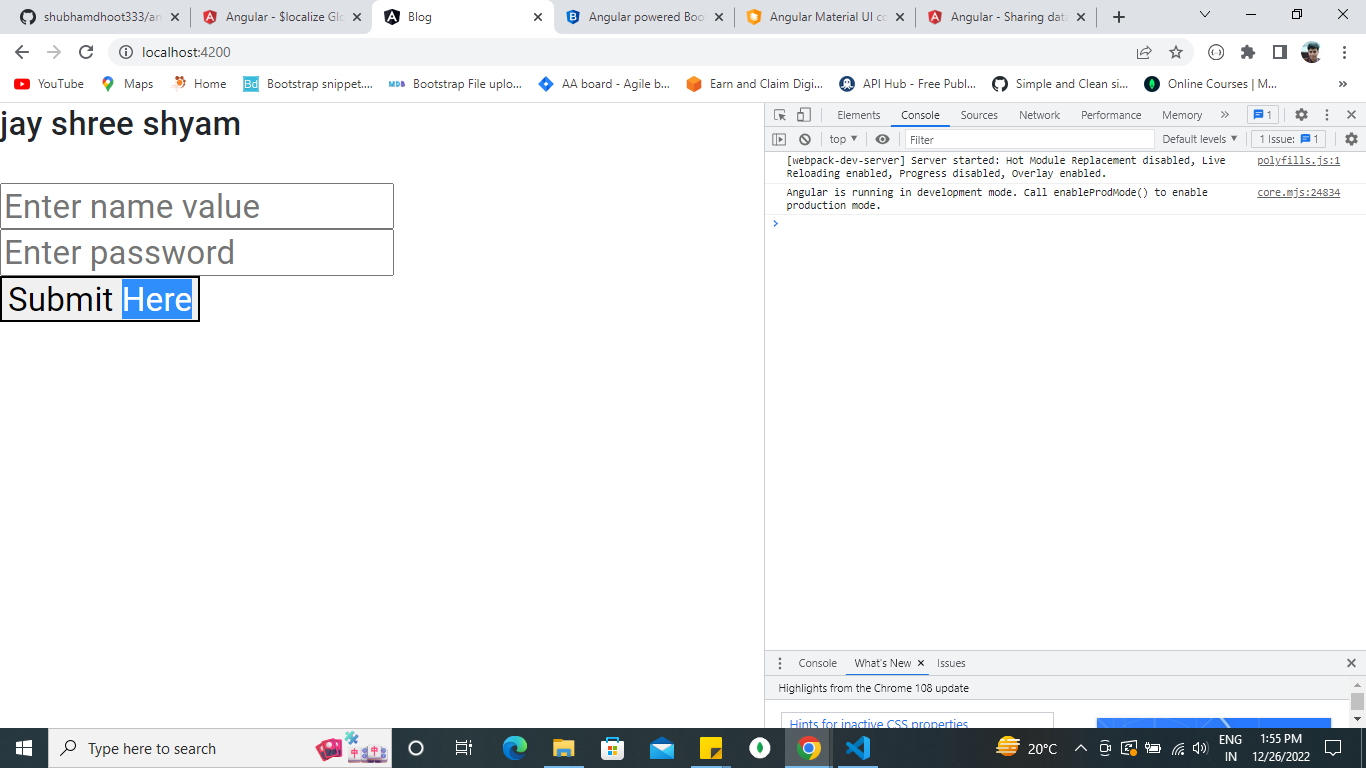 shubhamdhoot333/an
Angular - $localize Glo
Blog
Angular powered Boo
Angular Material UI co
Angular - Sharing data
localhost:4200
YouTube
Maps
Home
Bootstrap snippet....
Bootstrap File uplo...
AA board - Agile b...
Earn and Claim Digi...
API Hub - Free Publ...
Simple and Clean si...
Online Courses | M...
»
jay shree shyam
Enter name value
Enter password
Submit Here
Elements
Console
Sources
Network
Performance
Memory
»
1
top
Filter
Default levels
1 Issue:
1
[webpack-dev-server] Server started: Hot Module Replacement disabled, Live
Reloading enabled, Progress disabled, Overlay enabled.
polyfills.js:1
Angular is running in development mode. Call enableProdMode() to enable
production mode.
core.mjs:24834
Console
What's New
Issues
Highlights from the Chrome 108 update
Hints for inactive CSS properties
Type here to search
20°C
ENG
IN
1:55 PM
12/26/2022